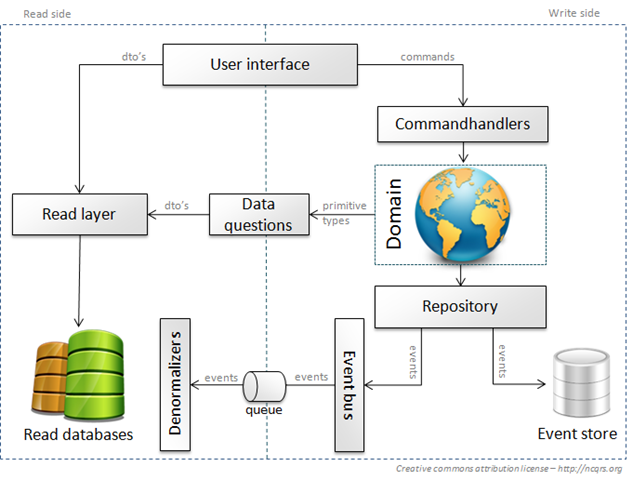 Read side
Write side
dto's
User interface
commands
Commandhandlers
Domain
Read layer
dto's
Data
questions
primitive
types
Repository
Denormalizers
events
queue
events
Event bus
events
events
Read databases
Event store
Creative commons attribution license – http://ncqrs.org